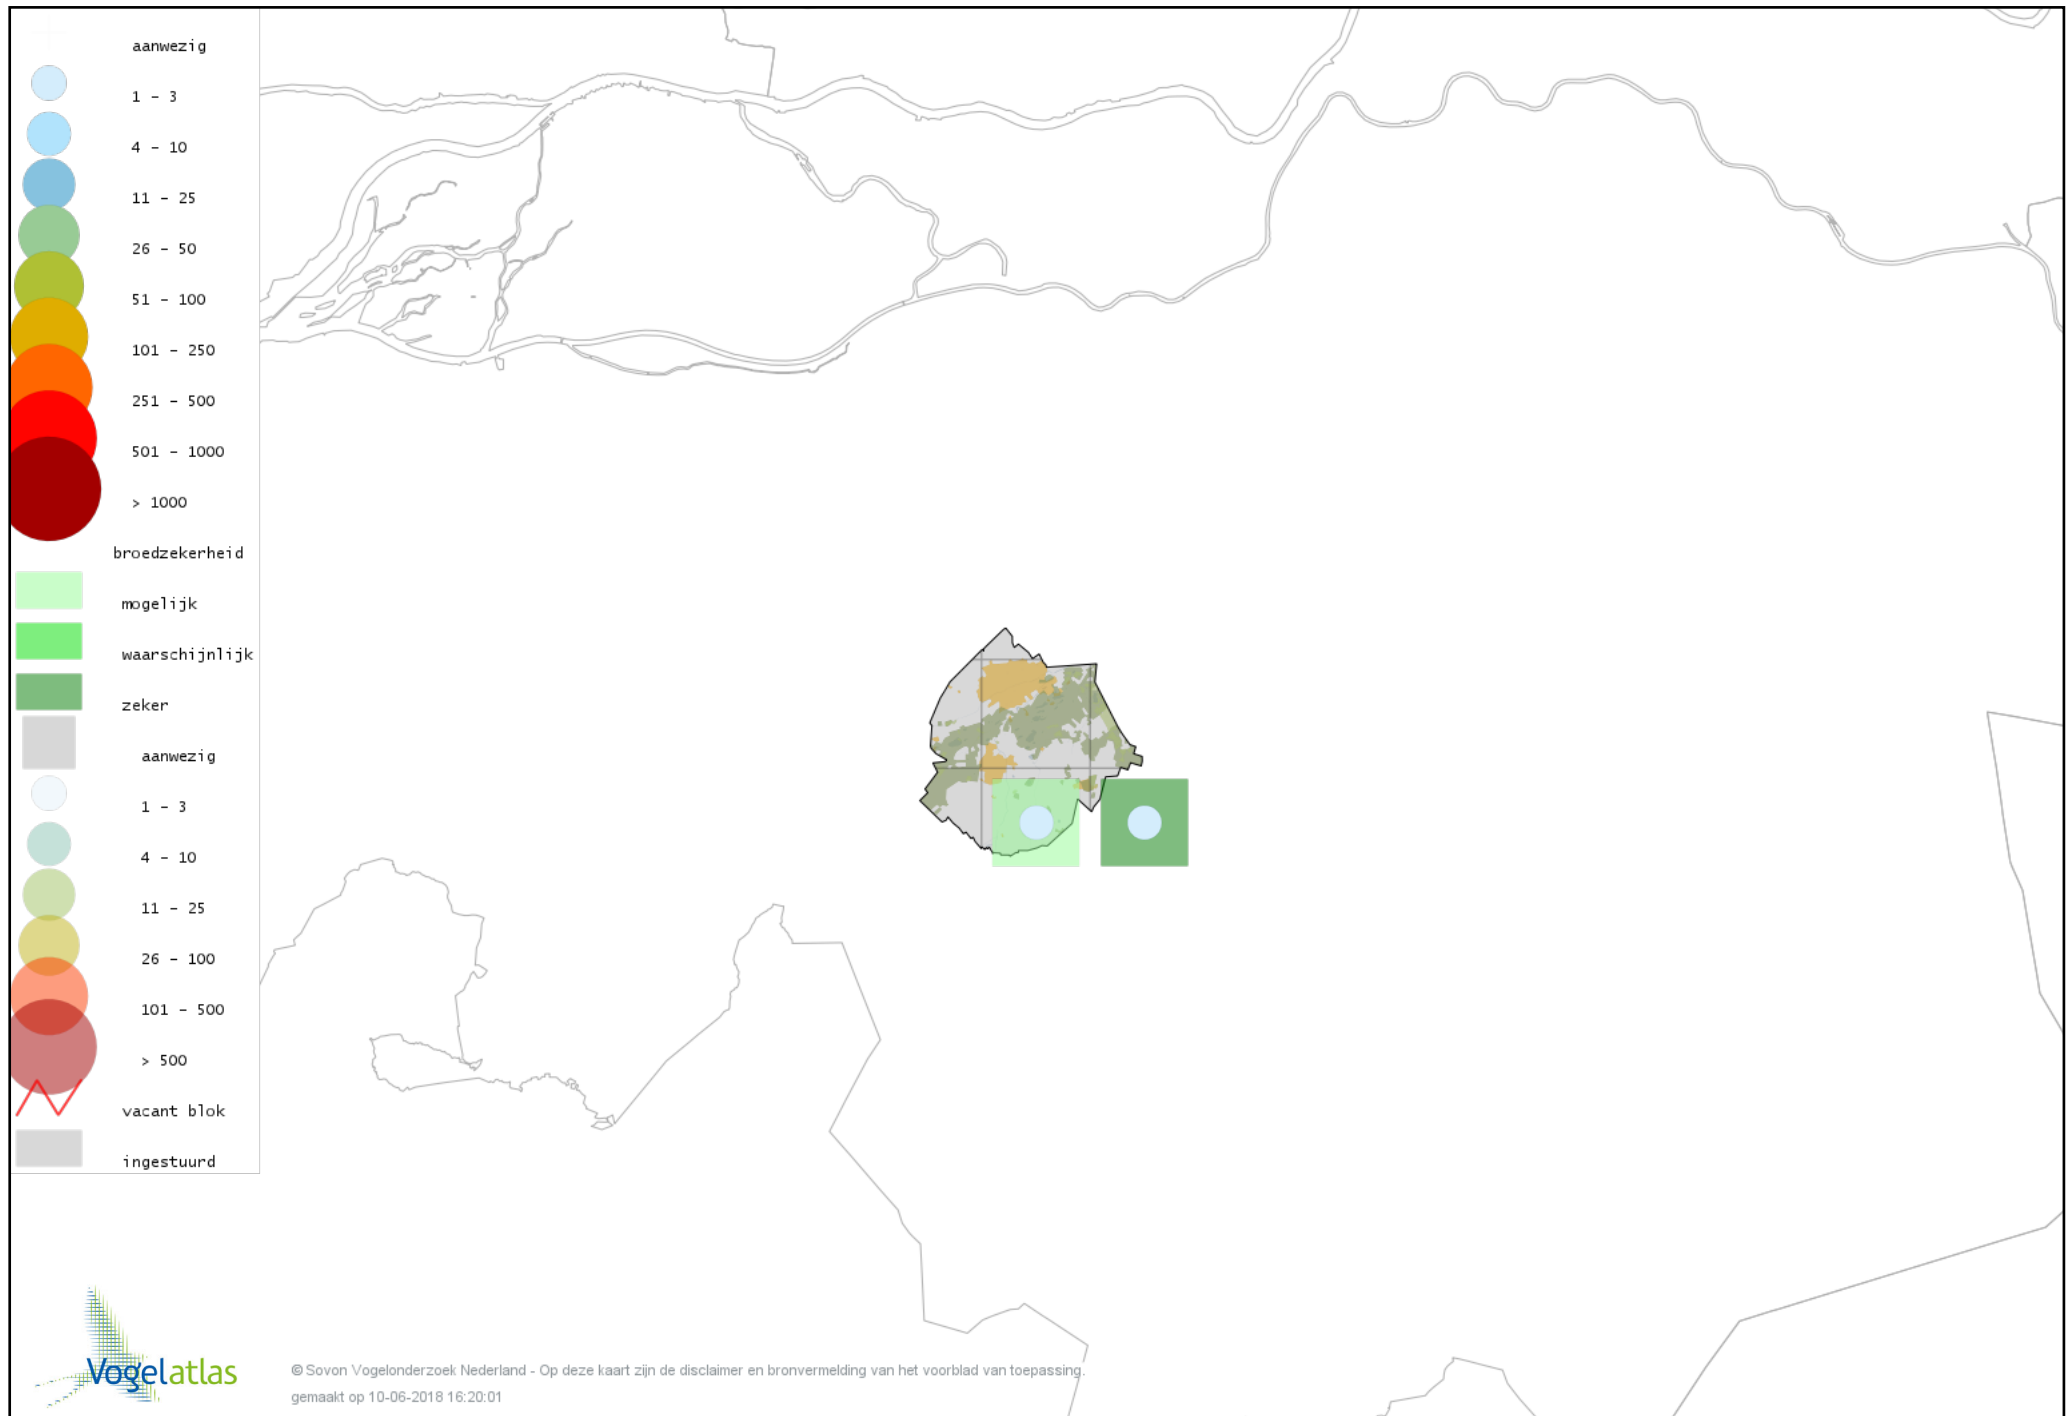 aanwezig
1 - 3
4 - 10
11 - 25
26 - 50
51 - 100
101 - 250
251 - 500
501 - 1000
> 1000
broedzekerheid
mogelijk
waarschijnlijk
zeker
aanwezig
1 - 3
4 - 10
11 - 25
26 - 100
101 - 500
> 500
vacant blok
ingestuurd
Vogelatlas
© Sovon Vogelonderzoek Nederland - Op deze kaart zijn de disclaimer en bronvermelding van het voorblad van toepassing.
gemaakt op 10-06-2018 16:20:01